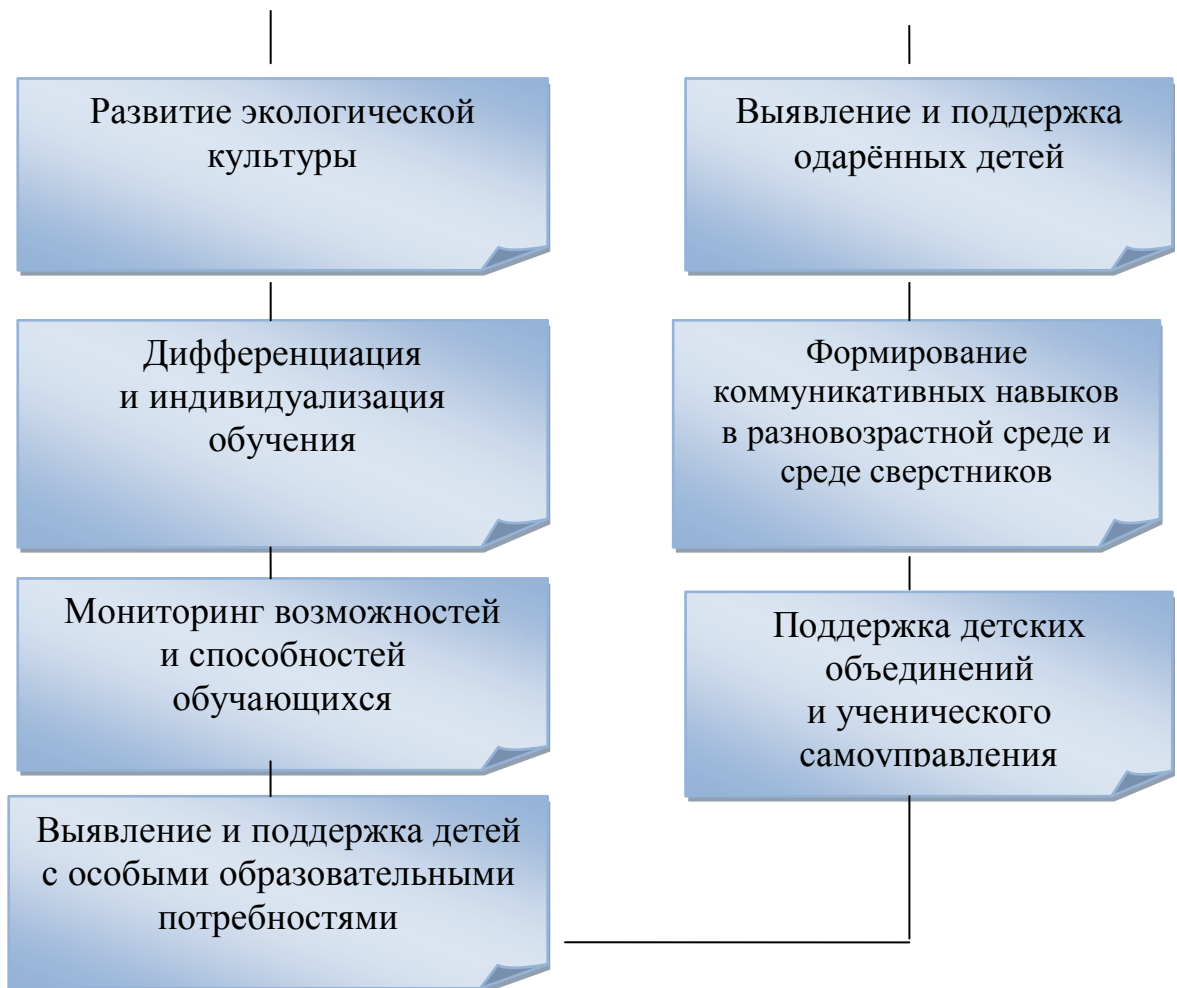 Развитие экологической
культуры
Дифференциация
и индивидуализация
обучения
Мониторинг возможностей
и способностей
обучающихся
Выявление и поддержка детей
с особыми образовательными
потребностями
Выявление и поддержка
одарённых детей
Формирование
коммуникативных навыков
в разновозрастной среде и
среде сверстников
Поддержка детских
объединений
и ученического
самоуправления